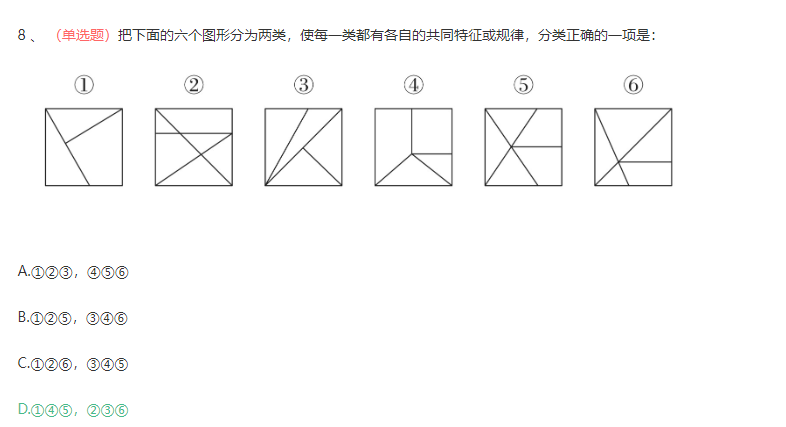 8 、 （单选题）把下面的六个图形分为两类，使每一类都有各自的共同特征或规律，分类正确的一项是：
① ② ③ ④ ⑤ ⑥
A.①②③，④⑤⑥
B.①②⑤，③④⑥
C.①②⑥，③④⑤
D.①④⑤，②③⑥